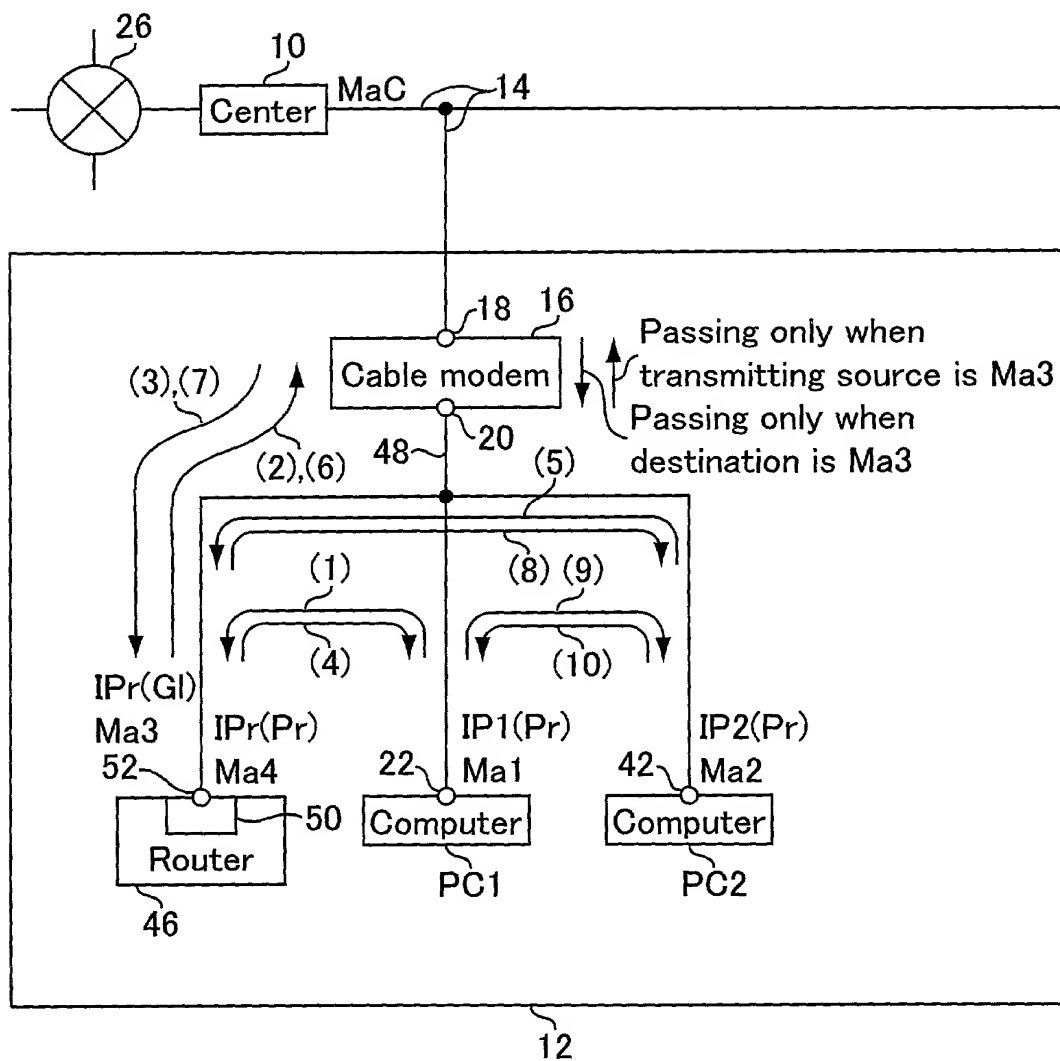 26
10
Center
MaC
14
18
16
Cable modem
20
48
Passing only when
transmitting source is Ma3
Passing only when
destination is Ma3
(3),(7)
(2),(6)
(5)
(8)
(9)
(1)
(4)
(10)
IPr(Gl)
Ma3
IPr(Pr)
Ma4
IP1(Pr)
Ma1
IP2(Pr)
Ma2
52
22
42
50
Router
Computer
Computer
46
PC1
PC2
12